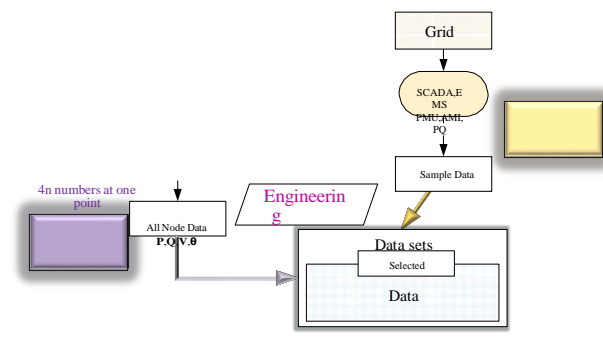 Grid
SCADA,E
MS
PMU,AMI,
PQ
Sample Data
4n numbers at one
point
All Node Data
P,Q,V,θ
Engineerin
g
Data sets
Selected
Data